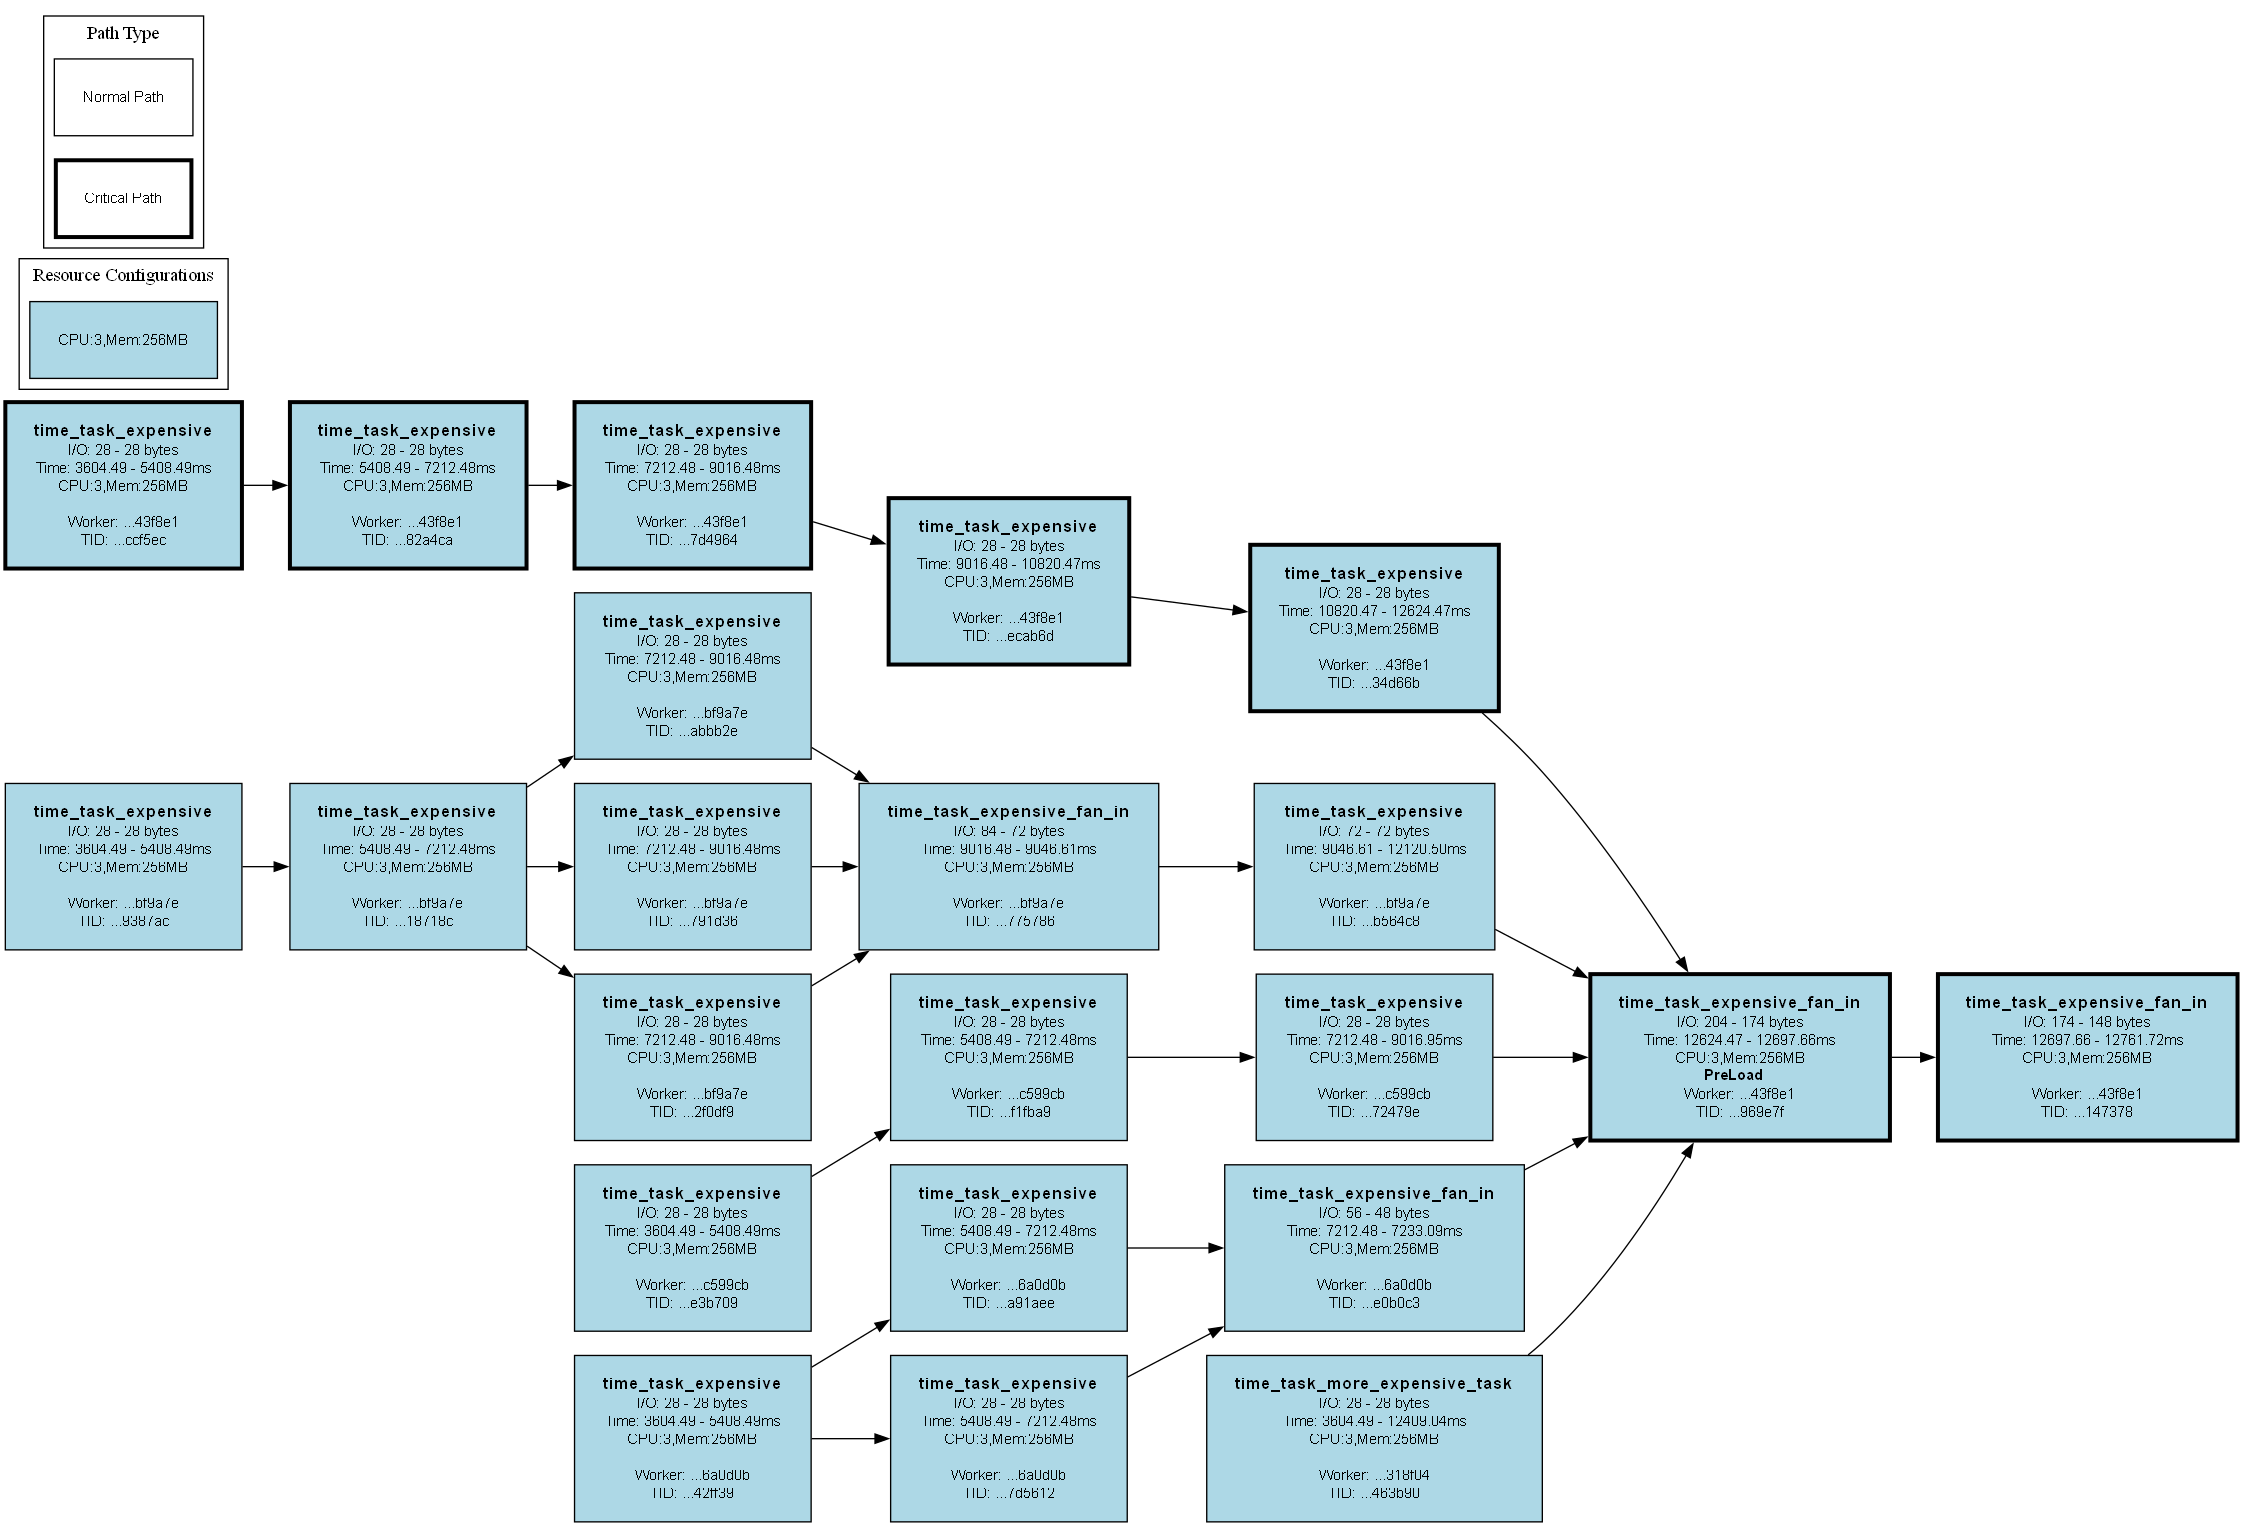 Path Type
Normal Path
Critical Path
Resource Configurations
CPU:3,Mem:256MB
time_task_expensive
I/O: 28 - 28 bytes
Time: 3604.49 - 5408.49ms
CPU:3,Mem:256MB
Worker: ...43f8e1
TID: ...ccf5ec
time_task_expensive
I/O: 28 - 28 bytes
Time: 5408.49 - 7212.48ms
CPU:3,Mem:256MB
Worker: ...43f8e1
TID: ...82a4ca
time_task_expensive
I/O: 28 - 28 bytes
Time: 7212.48 - 9016.48ms
CPU:3,Mem:256MB
Worker: ...43f8e1
TID: ...7d4964
time_task_expensive
I/O: 28 - 28 bytes
Time: 9016.48 - 10820.47ms
CPU:3,Mem:256MB
Worker: ...43f8e1
TID: ...ecab6d
time_task_expensive
I/O: 28 - 28 bytes
Time: 10820.47 - 12624.47ms
CPU:3,Mem:256MB
Worker: ...43f8e1
TID: ...34d66b
time_task_expensive
I/O: 28 - 28 bytes
Time: 7212.48 - 9016.48ms
CPU:3,Mem:256MB
Worker: ...bf9a7e
TID: ...abbb2e
time_task_expensive
I/O: 28 - 28 bytes
Time: 3604.49 - 5408.49ms
CPU:3,Mem:256MB
Worker: ...bf9a7e
TID: ...9387ac
time_task_expensive
I/O: 28 - 28 bytes
Time: 5408.49 - 7212.48ms
CPU:3,Mem:256MB
Worker: ...bf9a7e
TID: ...18718c
time_task_expensive
I/O: 28 - 28 bytes
Time: 7212.48 - 9016.48ms
CPU:3,Mem:256MB
Worker: ...bf9a7e
TID: ...791d36
time_task_expensive_fan_in
I/O: 84 - 72 bytes
Time: 9016.48 - 9046.61ms
CPU:3,Mem:256MB
Worker: ...bf9a7e
TID: ...775786
time_task_expensive
I/O: 72 - 72 bytes
Time: 9046.61 - 12120.50ms
CPU:3,Mem:256MB
Worker: ...bf9a7e
TID: ...b564c8
time_task_expensive
I/O: 28 - 28 bytes
Time: 7212.48 - 9016.48ms
CPU:3,Mem:256MB
Worker: ...bf9a7e
TID: ...2f0df9
time_task_expensive
I/O: 28 - 28 bytes
Time: 5408.49 - 7212.48ms
CPU:3,Mem:256MB
Worker: ...c599cb
TID: ...f1fba9
time_task_expensive
I/O: 28 - 28 bytes
Time: 7212.48 - 9016.95ms
CPU:3,Mem:256MB
Worker: ...c599cb
TID: ...72479e
time_task_expensive_fan_in
I/O: 204 - 174 bytes
Time: 12624.47 - 12697.66ms
CPU:3,Mem:256MB
PreLoad
Worker: ...43f8e1
TID: ...969e7f
time_task_expensive_fan_in
I/O: 174 - 148 bytes
Time: 12697.66 - 12761.72ms
CPU:3,Mem:256MB
Worker: ...43f8e1
TID: ...147378
time_task_expensive
I/O: 28 - 28 bytes
Time: 3604.49 - 5408.49ms
CPU:3,Mem:256MB
Worker: ...c599cb
TID: ...e3b709
time_task_expensive
I/O: 28 - 28 bytes
Time: 5408.49 - 7212.48ms
CPU:3,Mem:256MB
Worker: ...6a0d0b
TID: ...a91aee
time_task_expensive_fan_in
I/O: 56 - 48 bytes
Time: 7212.48 - 7233.09ms
CPU:3,Mem:256MB
Worker: ...6a0d0b
TID: ...e0b0c3
time_task_expensive
I/O: 28 - 28 bytes
Time: 3604.49 - 5408.49ms
CPU:3,Mem:256MB
Worker: ...6a0d0b
TID: ...42ff39
time_task_expensive
I/O: 28 - 28 bytes
Time: 5408.49 - 7212.48ms
CPU:3,Mem:256MB
Worker: ...6a0d0b
TID: ...7d5612
time_task_more_expensive_task
I/O: 28 - 28 bytes
Time: 3604.49 - 12409.04ms
CPU:3,Mem:256MB
Worker: ...318f04
TID: ...463b90